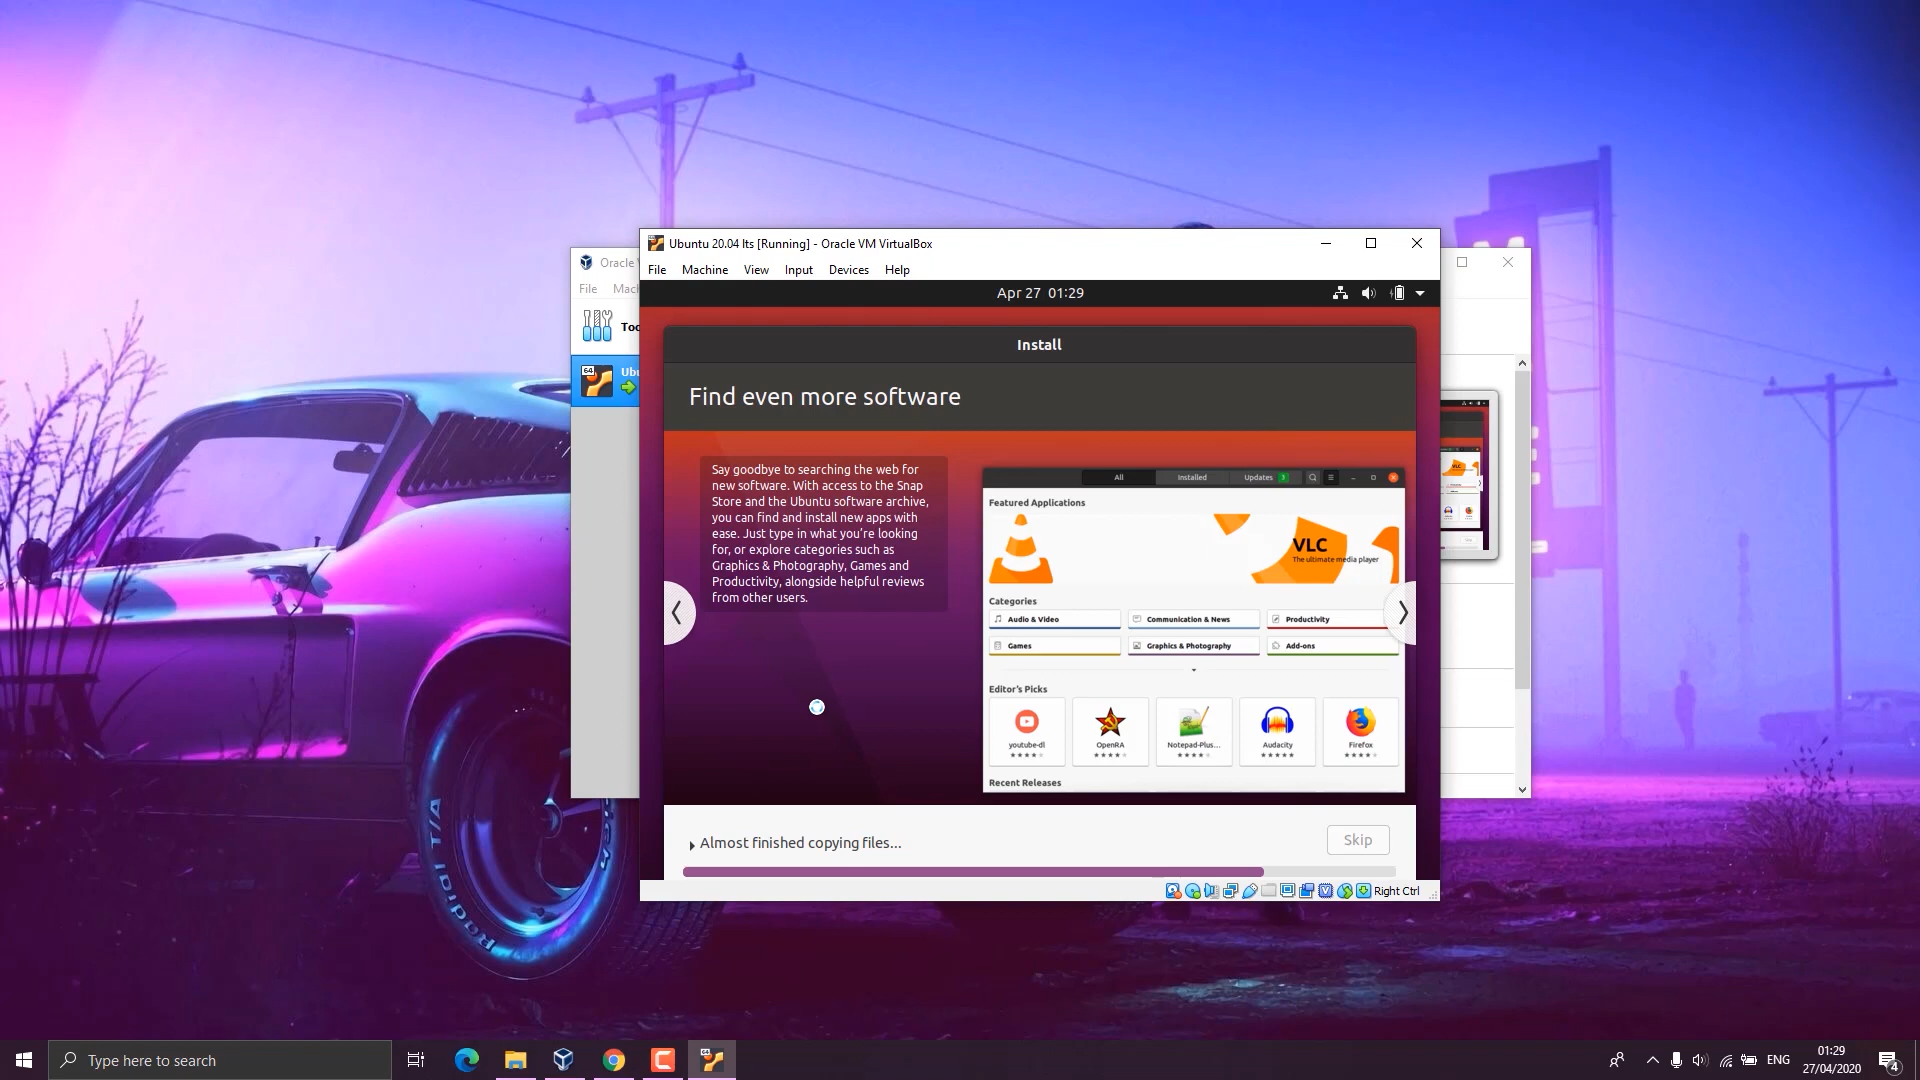 Ubuntu 20.04 lts [Running] - Oracle VM VirtualBox
Oracle
File Machine View Input Devices Help
File
Apr 27 01:29
Install
Find even more software
Say goodbye to searching the web for
new software. With access to the Snap
Store and the Ubuntu software archive,
you can find and install new apps with
ease. Just type in what you're looking
for, or explore categories such as
Graphics & Photography, Games and
Productivity, alongside helpful reviews
from other users.
All Installed Updates 3
Featured Applications
VLC
The ultimate media player
Categories
Audio & Video Communication & News Productivity
Games Graphics & Photography Add-ons
Editor's Picks
youtube-dl OpenRA Notepad-Plus... Audacity Firefox
Recent Releases
Almost finished copying files...
Skip
Right Ctrl
64
64
Radial T/A
Type here to search
ENG
01:29
27/04/2020
4